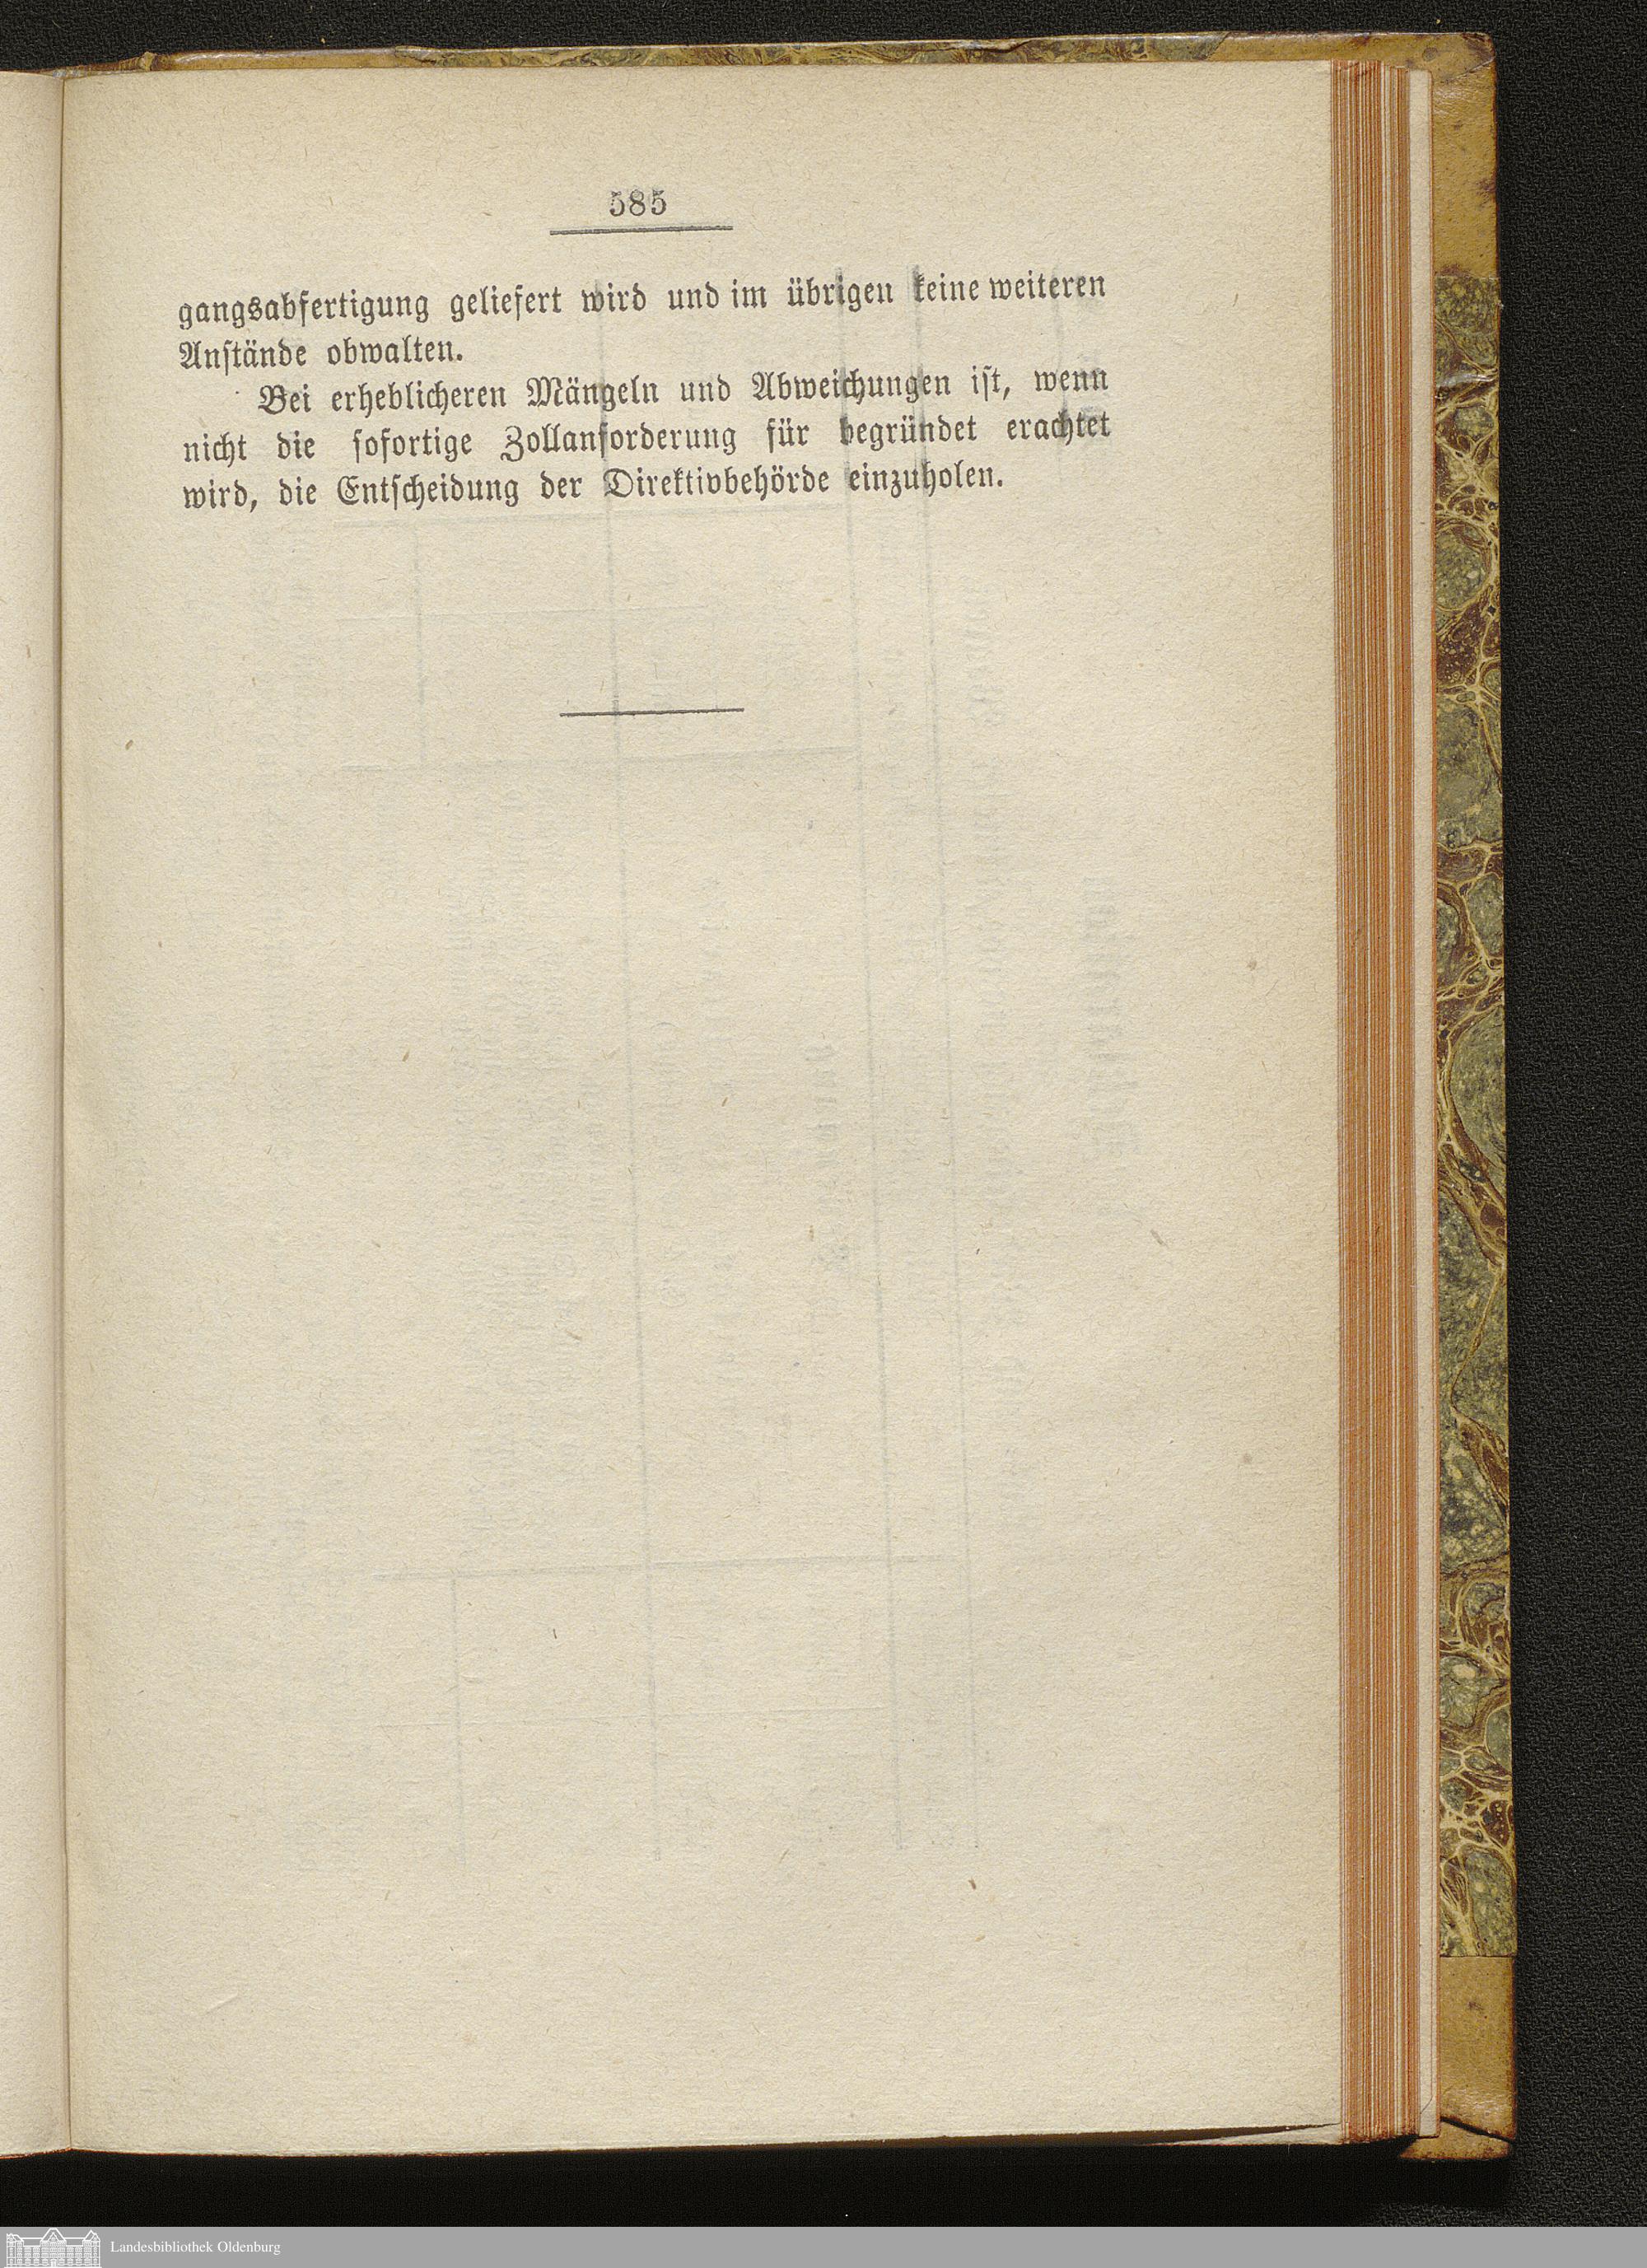 585
gangsabfertigung geliefert wird und im übrigen keine weiteren
Anstände obwalten.
Bei erheblicheren Mängeln und Abweichungen ist, wenn
nicht die sofortige Zollanforderung für begründet erachtet
wird, die Entscheidung der Direktivbehörde einzuholen.
Landesbibliothek Oldenburg